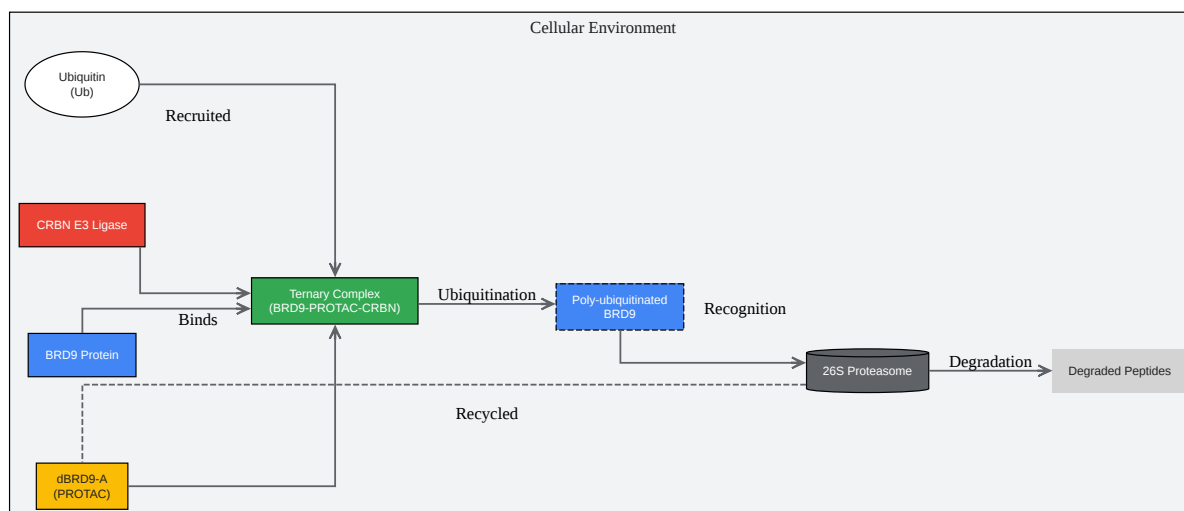 Cellular Environment
Ubiquitin
(Ub)
Recruited
CRBN E3 Ligase
Ternary Complex
(BRD9-PROTAC-CRBN)
Ubiquitination
Poly-ubiquitinated
BRD9
Recognition
Binds
BRD9 Protein
26S Proteasome
Degradation
Degraded Peptides
Recycled
dBRD9-A
(PROTAC)